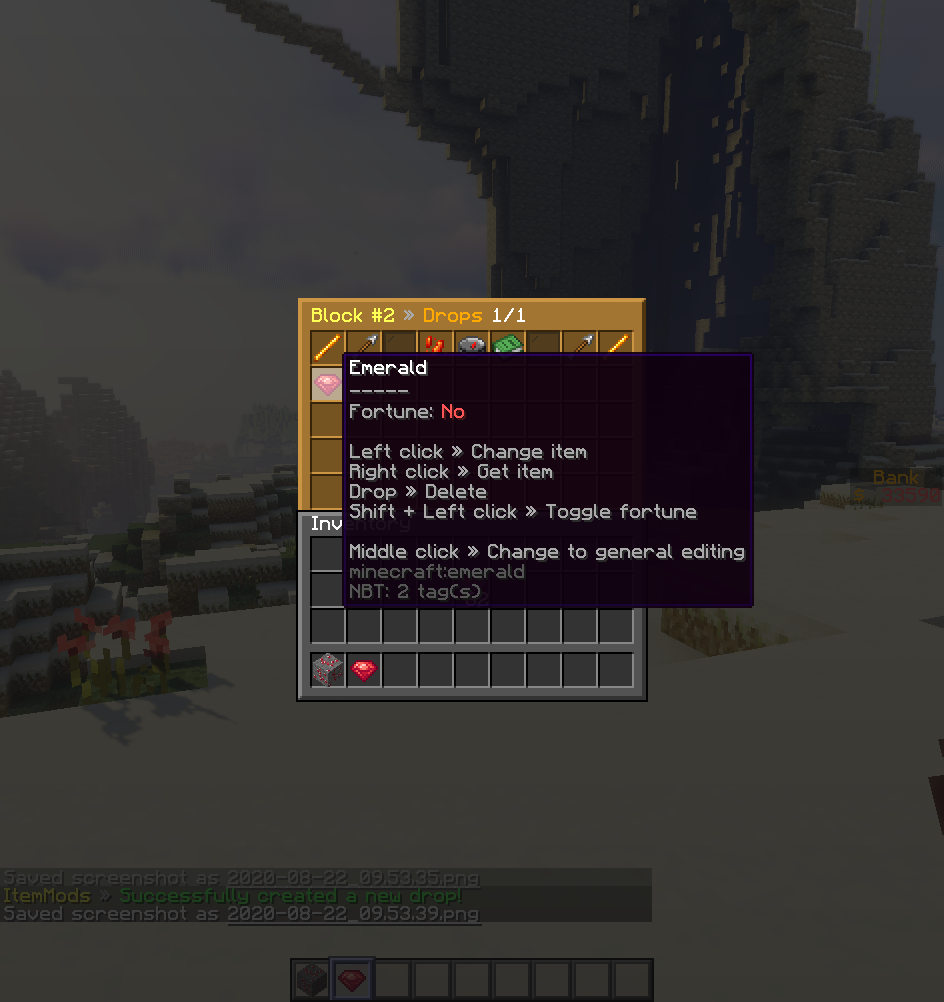 Block #2 » Drops 1/1
Emerald
-----
Fortune: No
Left click » Change item
Right click » Get item
Drop » Delete
Shift + Left click » Toggle fortune
Middle click » Change to general editing
minecraft:emerald
NBT: 2 tag(s)
Inventory
Bank
Saved screenshot as 2020-08-22_09.53.35.png
ItemMods » Successfully created a new drop!
Saved screenshot as 2020-08-22_09.53.39.png